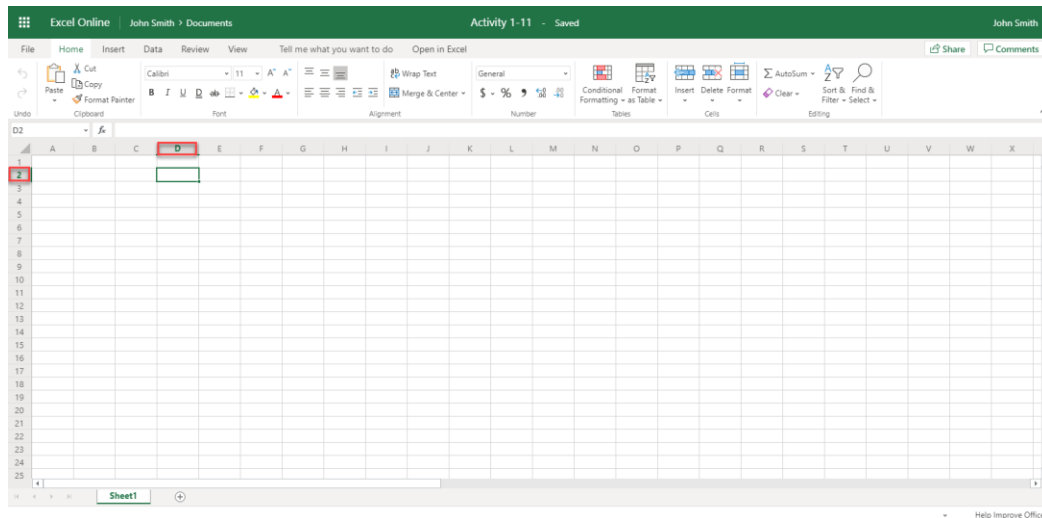 Excel Online John Smith > Documents Activity 1-11 - Saved John Smith
File Home Insert Data Review View Tell me what you want to do Open in Excel Share Comments
Cut
Copy
Paste
Format Painter
Calibri 11 A^ A˅
B I U D ab A
Wrap Text
Merge & Center
General
$ % 9 .00 .00
Conditional Formatting
Format as Table
Insert Delete Format
AutoSum
Clear
Sort & Filter
Find & Select
Undo Clipboard Font Alignment Number Tables Cells Editing
D2 fx
A B C D E F G H I J K L M N O P Q R S T U V W X
1
2
3
4
5
6
7
8
9
10
11
12
13
14
15
16
17
18
19
20
21
22
23
24
25
Sheet1
Help Improve Office